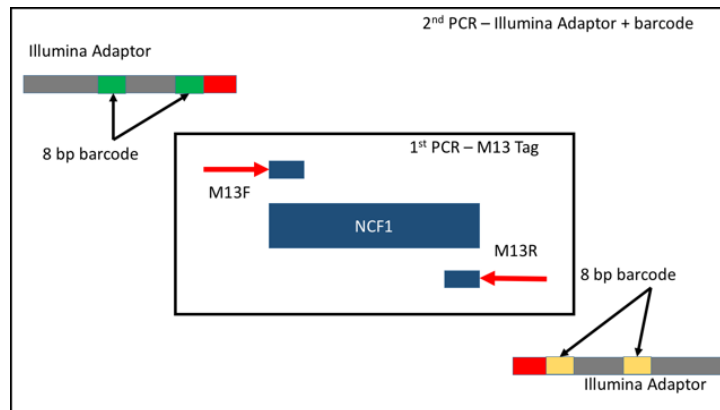 2nd PCR – Illumina Adaptor + barcode
Illumina Adaptor
8 bp barcode
1st PCR – M13 Tag
M13F
NCF1
M13R
8 bp barcode
Illumina Adaptor